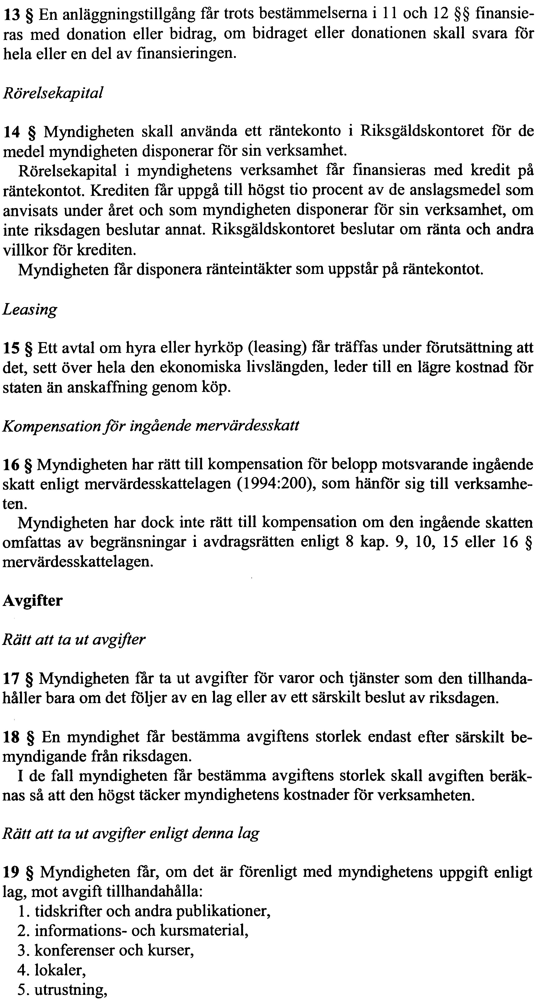 13 § En anläggningstillgång får trots bestämmelserna i 11 och 12 §§ finansie-
ras med donation eller bidrag, om bidraget eller donationen skall svara för
hela eller en del av finansieringen.
Rörelsekapital
14 § Myndigheten skall använda ett räntekonto i Riksgäldskontoret för de
medel myndigheten disponerar för sin verksamhet.
Rörelsekapital i myndighetens verksamhet får finansieras med kredit på
räntekontot. Krediten får uppgå till högst tio procent av de anslagsmedel som
anvisats under året och som myndigheten disponerar för sin verksamhet, om
inte riksdagen beslutar annat. Riksgäldskontoret beslutar om ränta och andra
villkor för krediten.
Myndigheten får disponera ränteintäkter som uppstår på räntekontot.
Leasing
15 § Ett avtal om hyra eller hyrköp (leasing) får träffas under förutsättning att
det, sett över hela den ekonomiska livslängden, leder till en lägre kostnad för
staten än anskaffning genom köp.
Kompensation för ingående mervärdesskatt
16 § Myndigheten har rätt till kompensation för belopp motsvarande ingående
skatt enligt mervärdesskattelagen (1994:200), som hänför sig till verksamhe-
ten.
Myndigheten har dock inte rätt till kompensation om den ingående skatten
omfattas av begränsningar i avdragsrätten enligt 8 kap. 9, 10, 15 eller 16 §
mervärdesskattelagen.
Avgifter
Rätt att ta ut avgifter
17 § Myndigheten får ta ut avgifter för varor och tjänster som den tillhanda-
håller bara om det följer av en lag eller av ett särskilt beslut av riksdagen.
18 § En myndighet får bestämma avgiftens storlek endast efter särskilt be-
myndigande från riksdagen.
I de fall myndigheten får bestämma avgiftens storlek skall avgiften beräk-
nas så att den högst täcker myndighetens kostnader för verksamheten.
Rätt att ta ut avgifter enligt denna lag
19 § Myndigheten får, om det är förenligt med myndighetens uppgift enligt
lag, mot avgift tillhandahålla:
1. tidskrifter och andra publikationer,
2. informations- och kursmaterial,
3. konferenser och kurser,
4. lokaler,
5. utrustning,